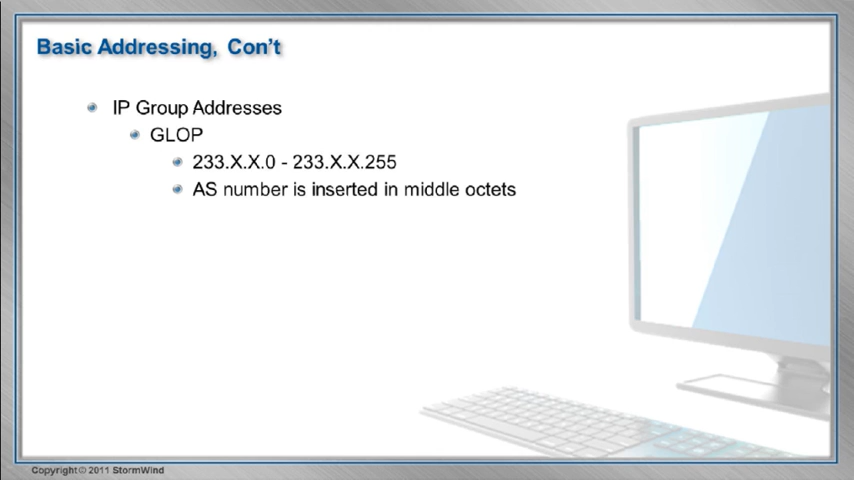 Basic Addressing, Con't
IP Group Addresses
GLOP
233.X.X.0 - 233.X.X.255
AS number is inserted in middle octets
Copyright © 2011 StormWind